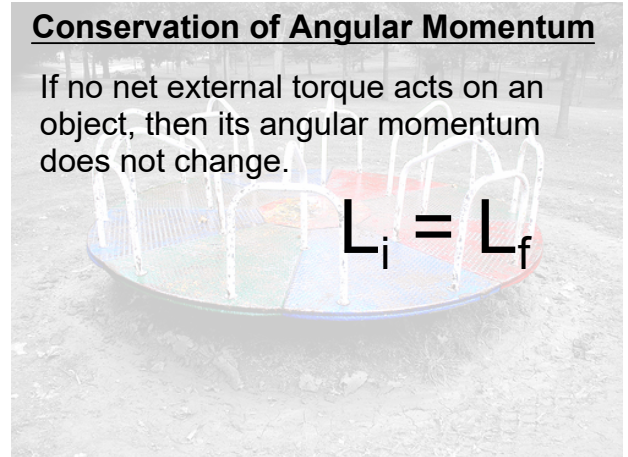 Conservation of Angular Momentum
If no net external torque acts on an
object, then its angular momentum
does not change.
Li = Lf